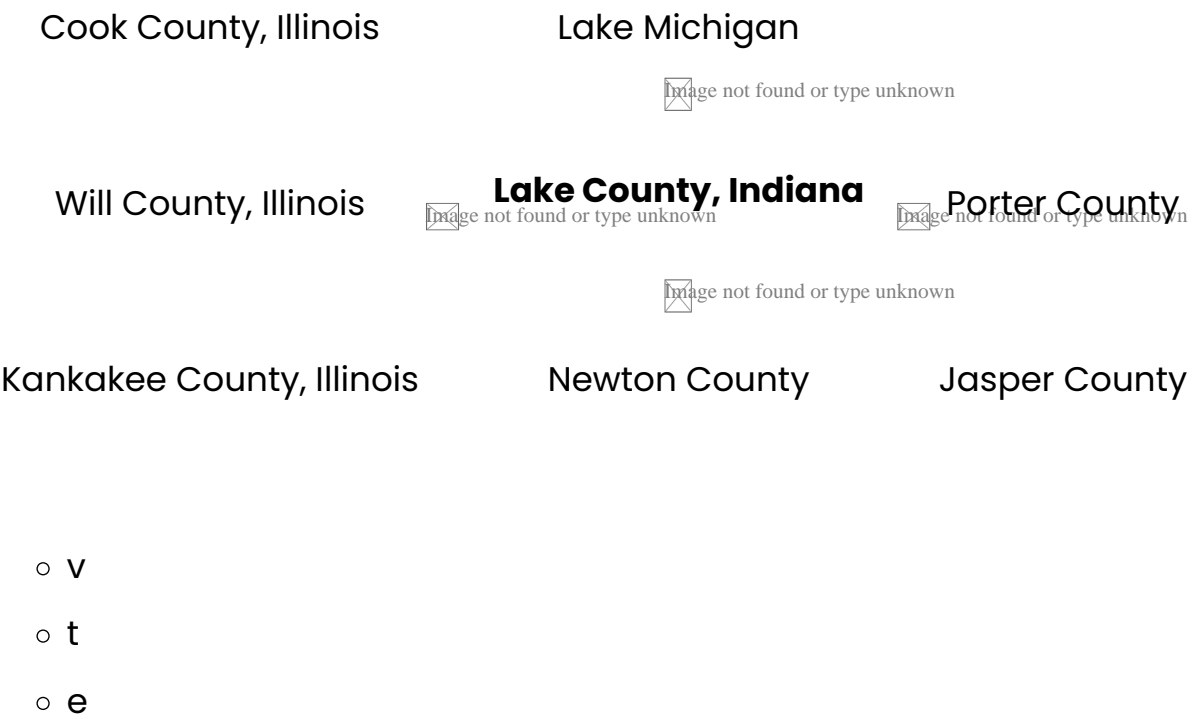 Cook County, Illinois Lake Michigan
Image not found or type unknown
Will County, Illinois Lake County, Indiana Porter County
Image not found or type unknown Image not found or type unknown
Image not found or type unknown
Kankakee County, Illinois Newton County Jasper County
v
t
e